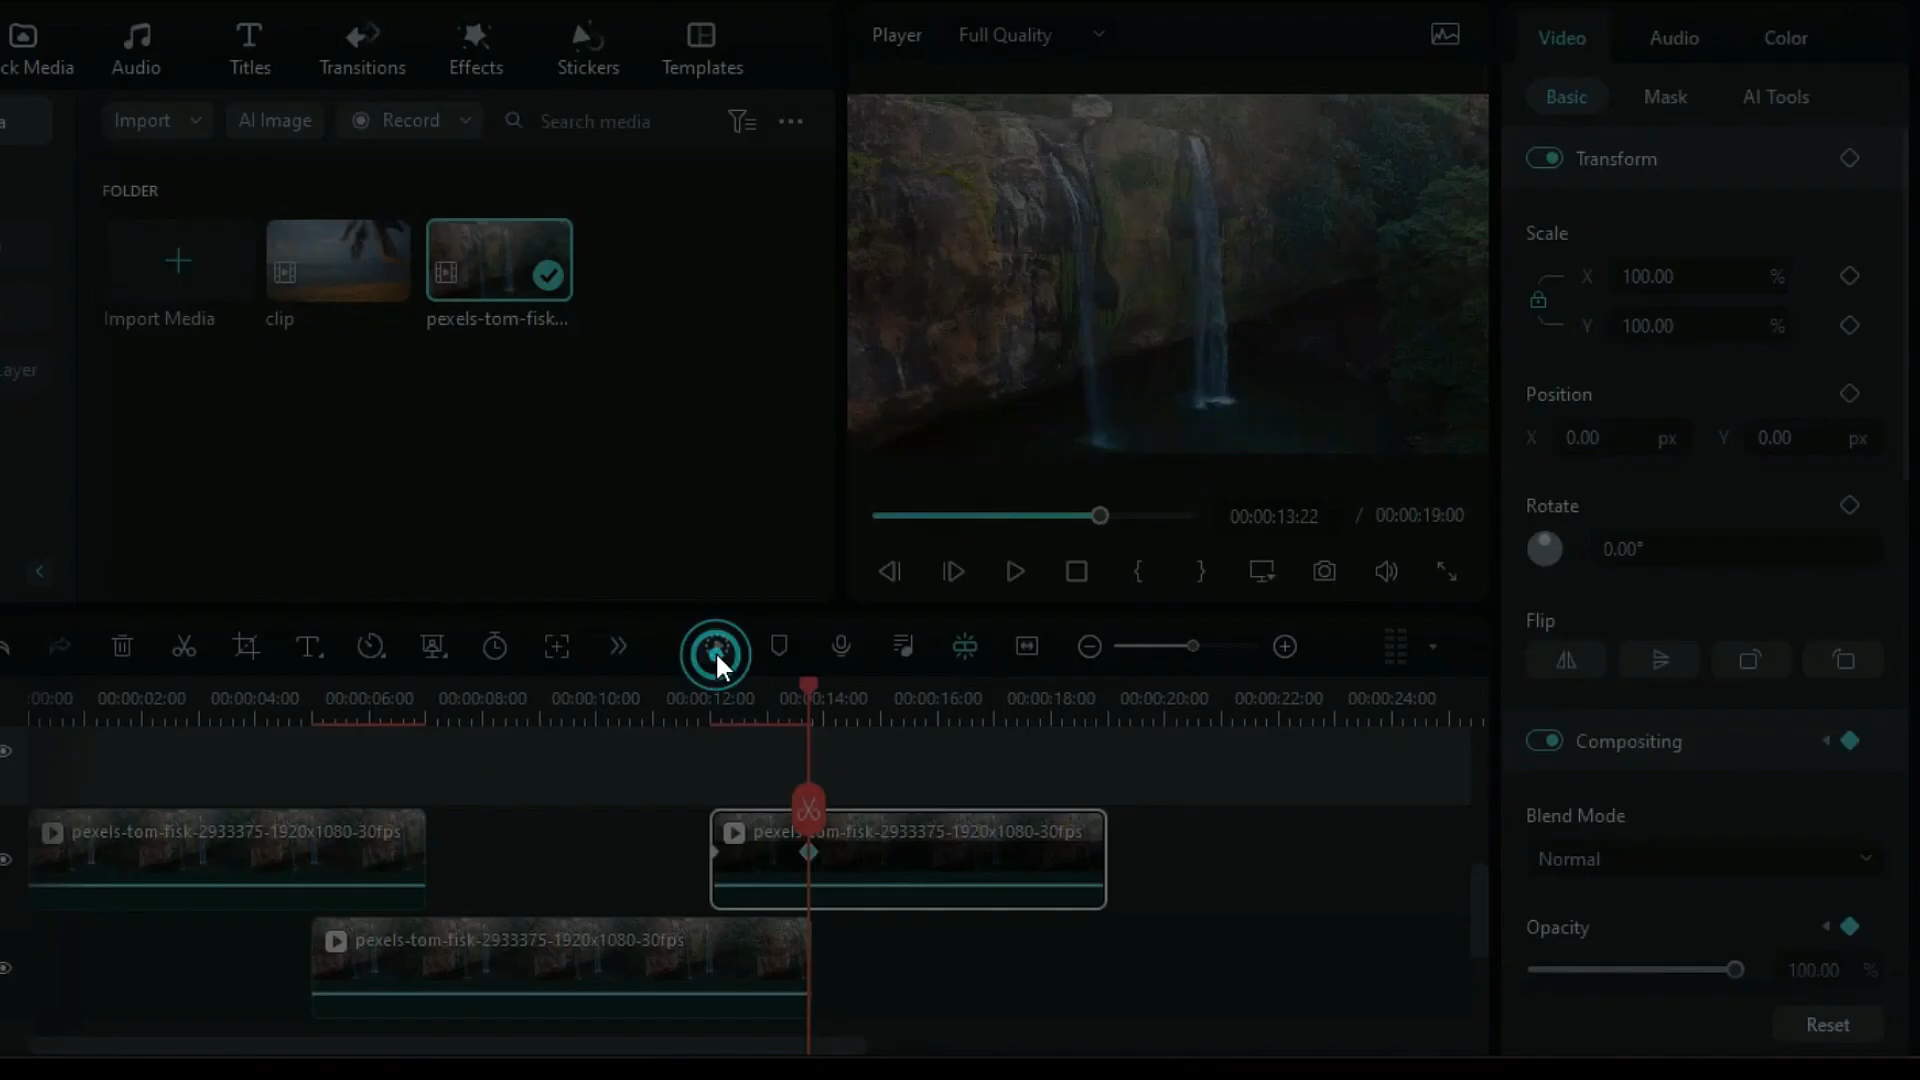 ck Media
Audio
Titles
Transitions
Effects
Stickers
Templates
Import
AI Image
Record
Search media
FOLDER
Import Media
clip
pexels-tom-fisk...
ayer
Player
Full Quality
00:00:13:22 / 00:00:19:00
Video
Audio
Color
Basic
Mask
AI Tools
Transform
Scale
X 100.00 %
Y 100.00 %
Position
X 0.00 px Y 0.00 px
Rotate
0.00°
Flip
Compositing
Blend Mode
Normal
Opacity
100.00 %
Reset
:00:00 00:00:02:00 00:00:04:00 00:00:06:00 00:00:08:00 00:00:10:00 00:00:12:00 00:00:14:00 00:00:16:00 00:00:18:00 00:00:20:00 00:00:22:00 00:00:24:00
pexels-tom-fisk-2933375-1920x1080-30fps
pexels-tom-fisk-2933375-1920x1080-30fps
pexels-tom-fisk-2933375-1920x1080-30fps